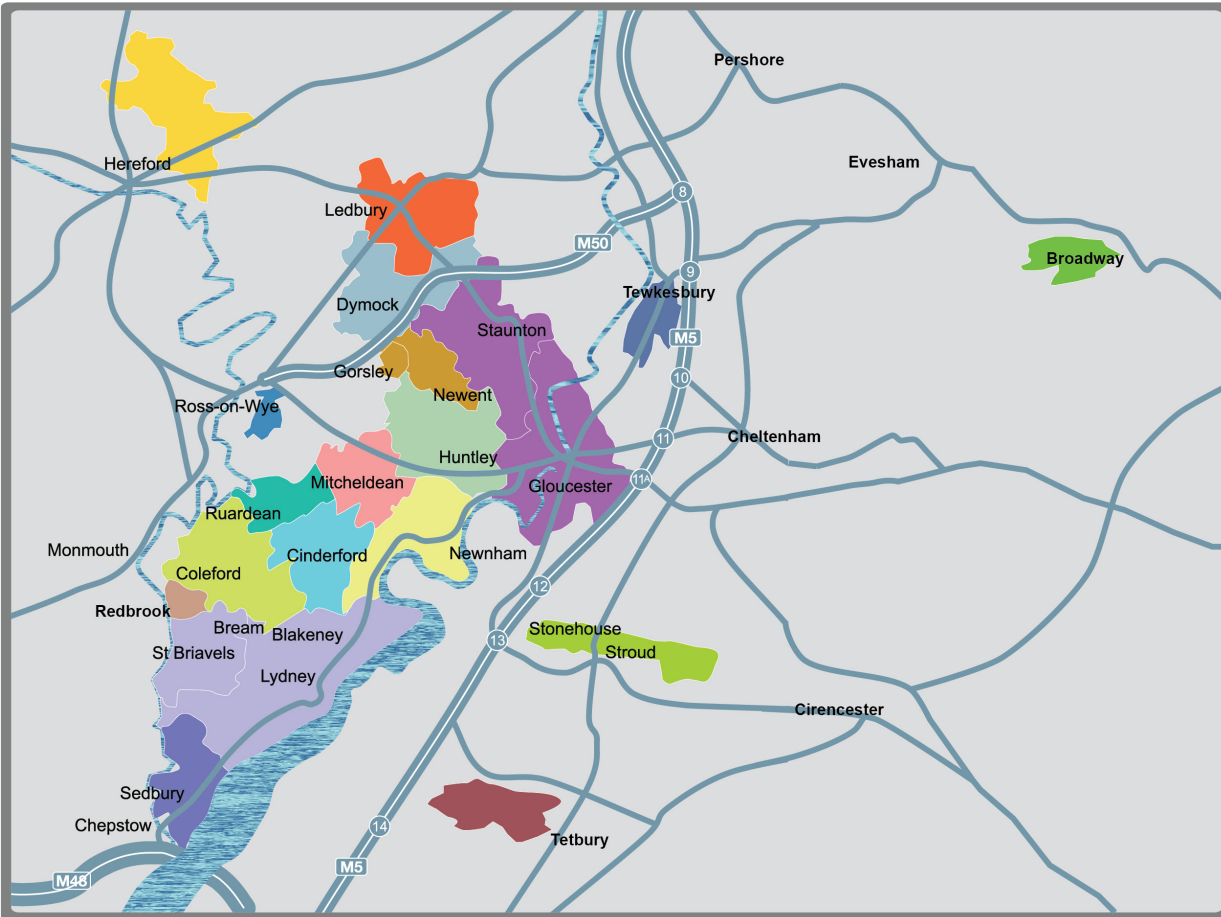 Pershore
Evesham
Hereford
8
Ledbury
M50
Broadway
9
Tewkesbury
Dymock
Staunton
M5
Gorsley
10
Newent
Ross-on-Wye
11
Cheltenham
Huntley
Mitcheldean
11A
Gloucester
Ruardean
Monmouth
Cinderford
Newnham
Coleford
12
Redbrook
Bream
Blakeney
13
Stonehouse
St Briavels
Stroud
Lydney
Cirencester
Sedbury
Chepstow
14
Tetbury
M5
M48